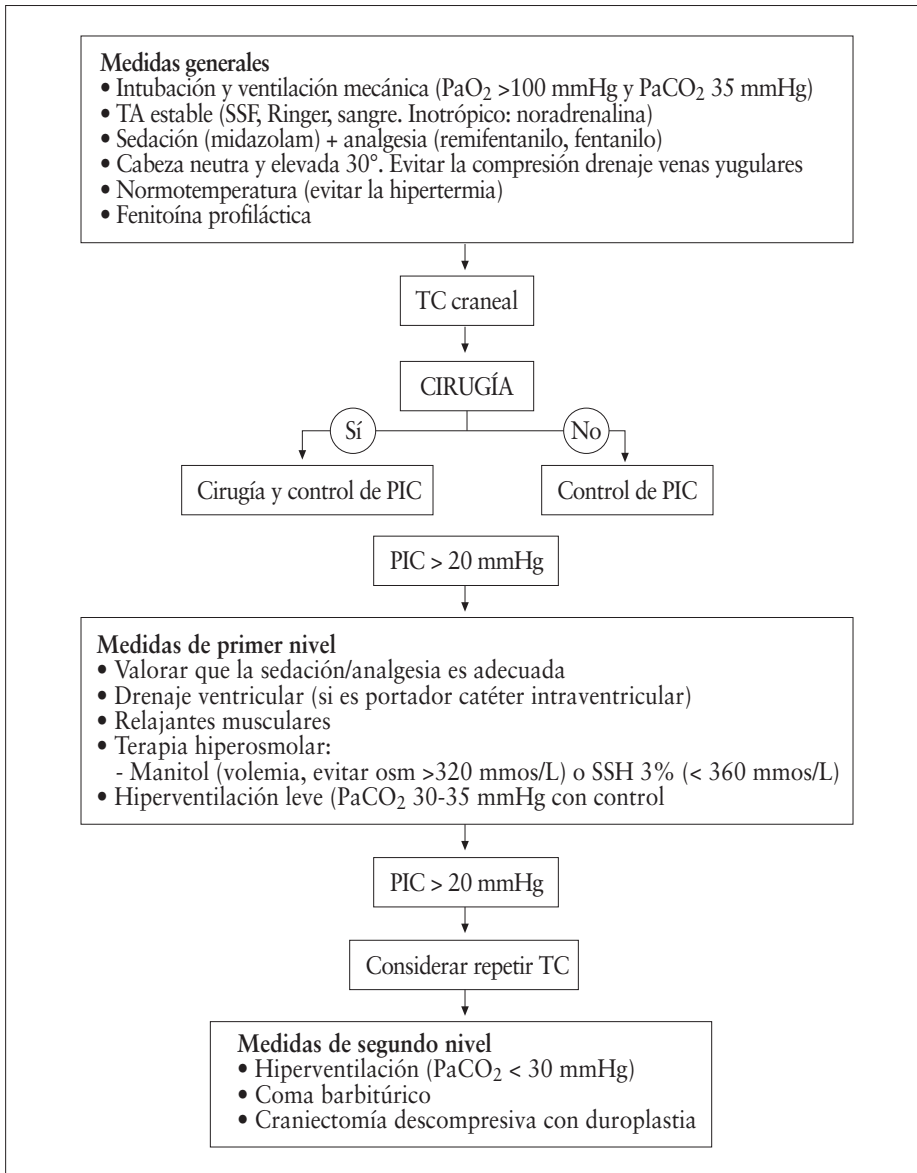 Medidas generales
• Intubación y ventilación mecánica (PaO2 >100 mmHg y PaCO2 35 mmHg)
• TA estable (SSF, Ringer, sangre. Inotrópico: noradrenalina)
• Sedación (midazolam) + analgesia (remifentanilo, fentanilo)
• Cabeza neutra y elevada 30°. Evitar la compresión drenaje venas yugulares
• Normotemperatura (evitar la hipertermia)
• Fenitoína profiláctica
TC craneal
CIRUGÍA
Sí
No
Cirugía y control de PIC
Control de PIC
PIC > 20 mmHg
Medidas de primer nivel
• Valorar que la sedación/analgesia es adecuada
• Drenaje ventricular (si es portador catéter intraventricular)
• Relajantes musculares
• Terapia hiperosmolar:
- Manitol (volemia, evitar osm >320 mmos/L) o SSH 3% (< 360 mmos/L)
• Hiperventilación leve (PaCO2 30-35 mmHg con control
PIC > 20 mmHg
Considerar repetir TC
Medidas de segundo nivel
• Hiperventilación (PaCO2 < 30 mmHg)
• Coma barbitúrico
• Craniectomía descompresiva con duroplastia